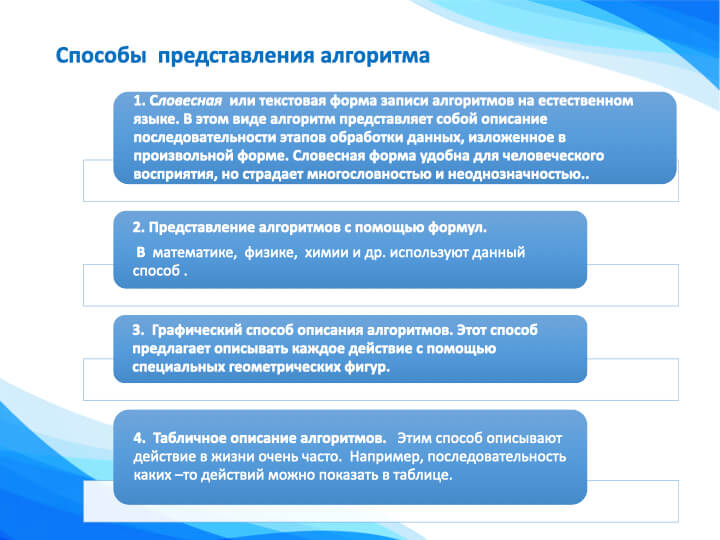 Способы представления алгоритма
1. Словесная или текстовая форма записи алгоритмов на естественном
языке. В этом виде алгоритм представляет собой описание
последовательности этапов обработки данных, изложенное в
произвольной форме. Словесная форма удобна для человеческого
восприятия, но страдает многословностью и неоднозначностью..
2. Представление алгоритмов с помощью формул.
В математике, физике, химии и др. используют данный
способ .
3. Графический способ описания алгоритмов. Этот способ
предлагает описывать каждое действие с помощью
специальных геометрических фигур.
4. Табличное описание алгоритмов. Этим способ описывают
действие в жизни очень часто. Например, последовательность
каких –то действий можно показать в таблице.